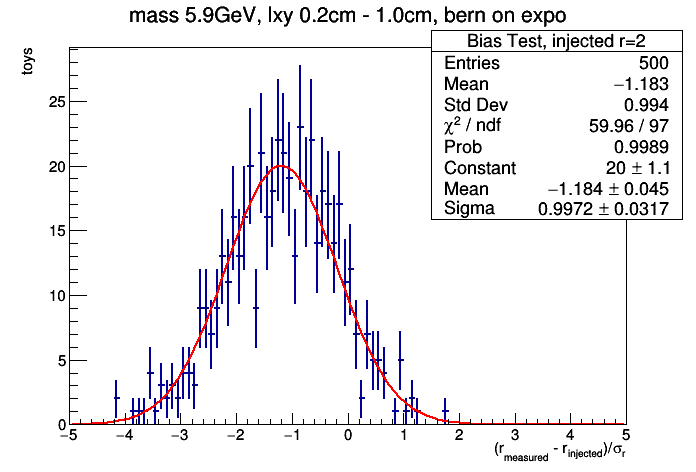 mass 5.9GeV, lxy 0.2cm - 1.0cm, bern on expo
Bias Test, injected r=2
Entries 500
Mean −1.183
Std Dev 0.994
χ² / ndf 59.96 / 97
Prob 0.9989
Constant 20 ± 1.1
Mean −1.184 ± 0.045
Sigma 0.9972 ± 0.0317
toys
25
20
15
10
5
0
−5 −4 −3 −2 −1 0 1 2 3 4 5
(r_measured - r_injected)/σ_r